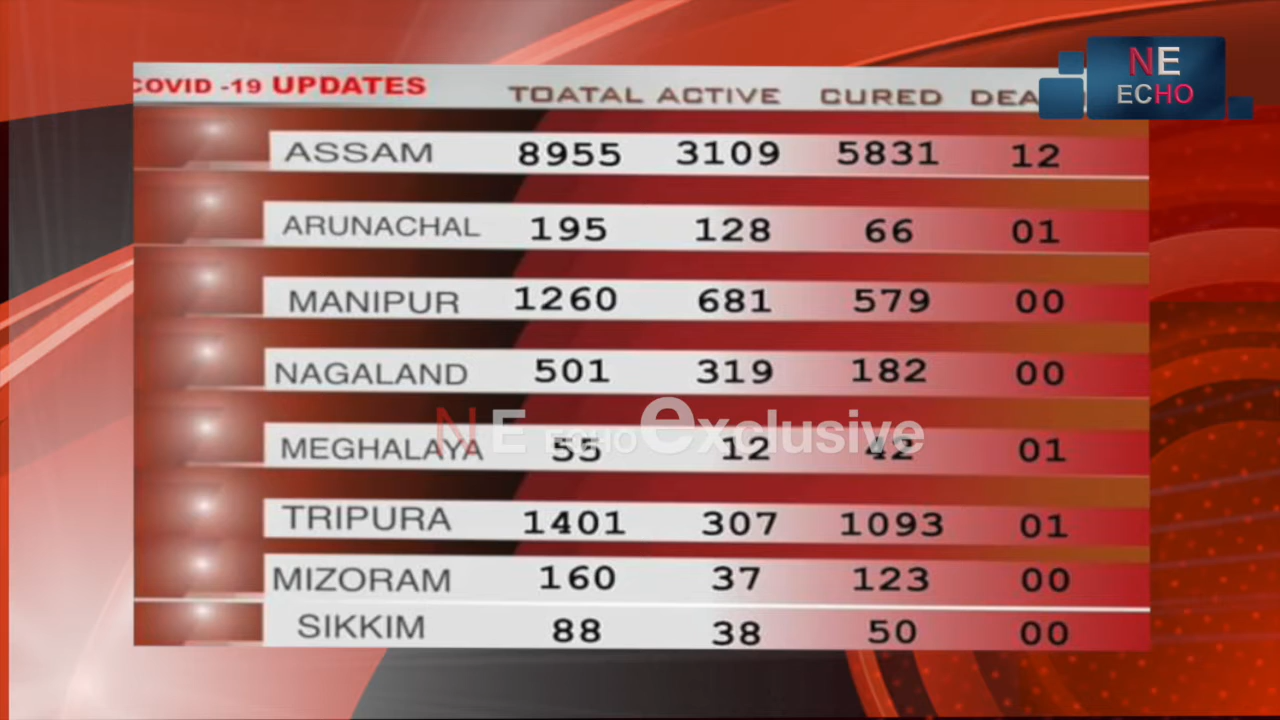 NE
ECHO
COVID -19 UPDATES TOATAL ACTIVE CURED
ASSAM 8955 3109 5831 12
ARUNACHAL 195 128 66 01
MANIPUR 1260 681 579 00
NAGALAND 501 319 182 00
NE ECHO exclusive
MEGHALAYA 55 12 42 01
TRIPURA 1401 307 1093 01
MIZORAM 160 37 123 00
SIKKIM 88 38 50 00